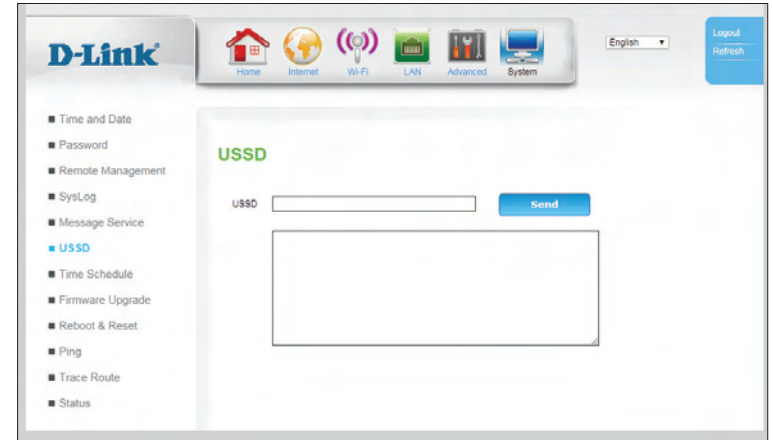 D-Link
Home Internet Wi-Fi LAN Advanced System
English
Logout
Refresh
Time and Date
Password
Remote Management
SysLog
Message Service
USSD
Time Schedule
Firmware Upgrade
Reboot & Reset
Ping
Trace Route
Status
USSD
USSD Send